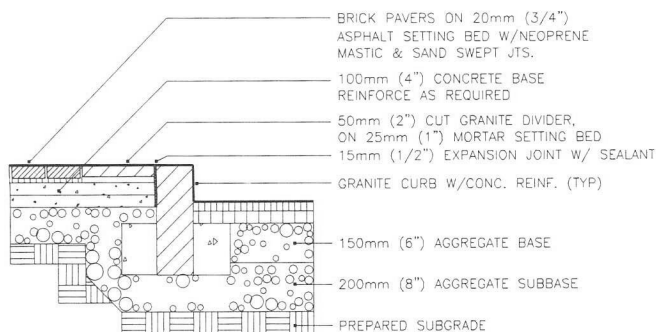 BRICK PAVERS ON 20mm (3/4")
ASPHALT SETTING BED W/NEOPRENE
MASTIC & SAND SWEPT JTS.
100mm (4") CONCRETE BASE
REINFORCE AS REQUIRED
50mm (2") CUT GRANITE DIVIDER,
ON 25mm (1") MORTAR SETTING BED
15mm (1/2") EXPANSION JOINT W/ SEALANT
GRANITE CURB W/CONC. REINF. (TYP)
150mm (6") AGGREGATE BASE
200mm (8") AGGREGATE SUBBASE
PREPARED SUBGRADE